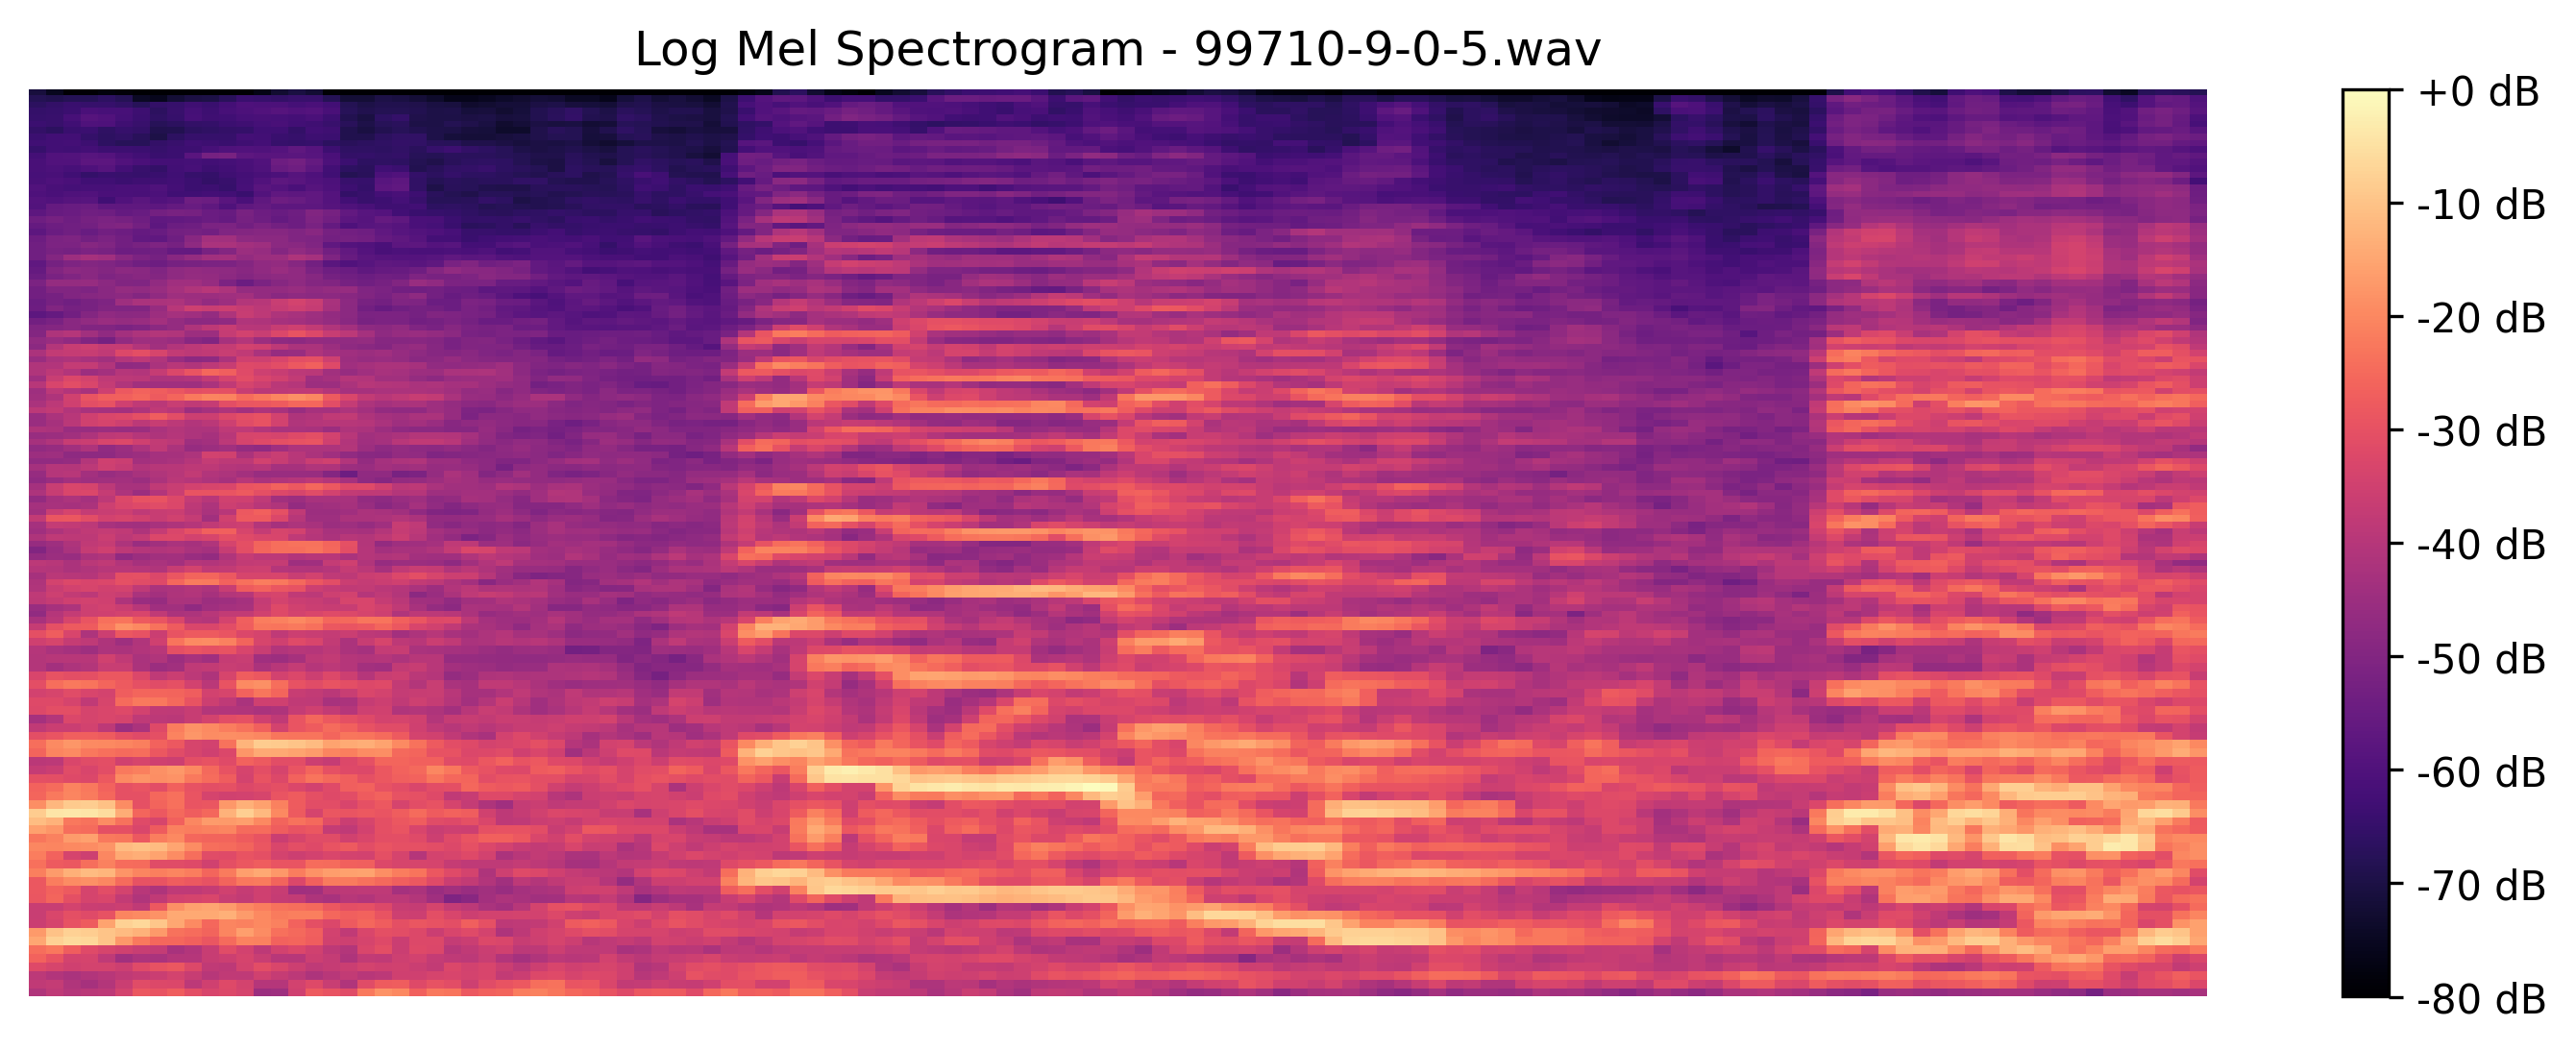 Log Mel Spectrogram - 99710-9-0-5.wav
+0 dB
-10 dB
-20 dB
-30 dB
-40 dB
-50 dB
-60 dB
-70 dB
-80 dB